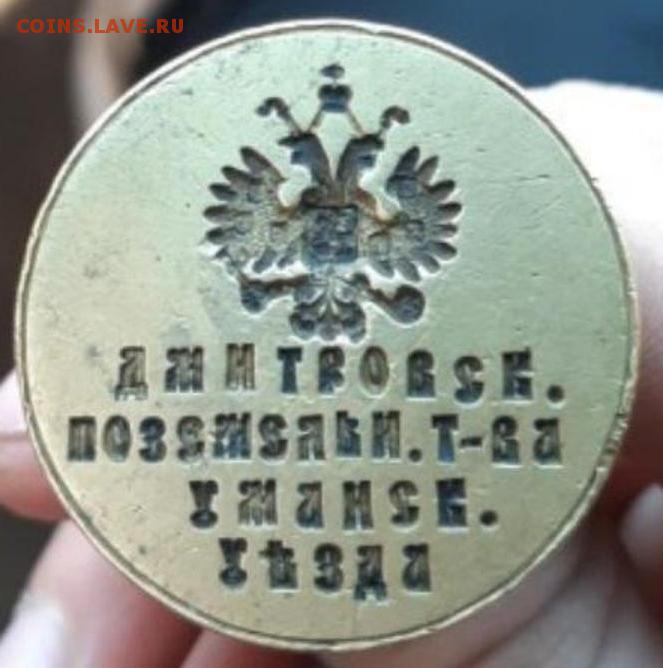 COINS.LAVE.RU
ДМИТРОВСК.
ПОЗЕМЕЛЬН. Т-ВА
УМАНСК.
УѢЗДА